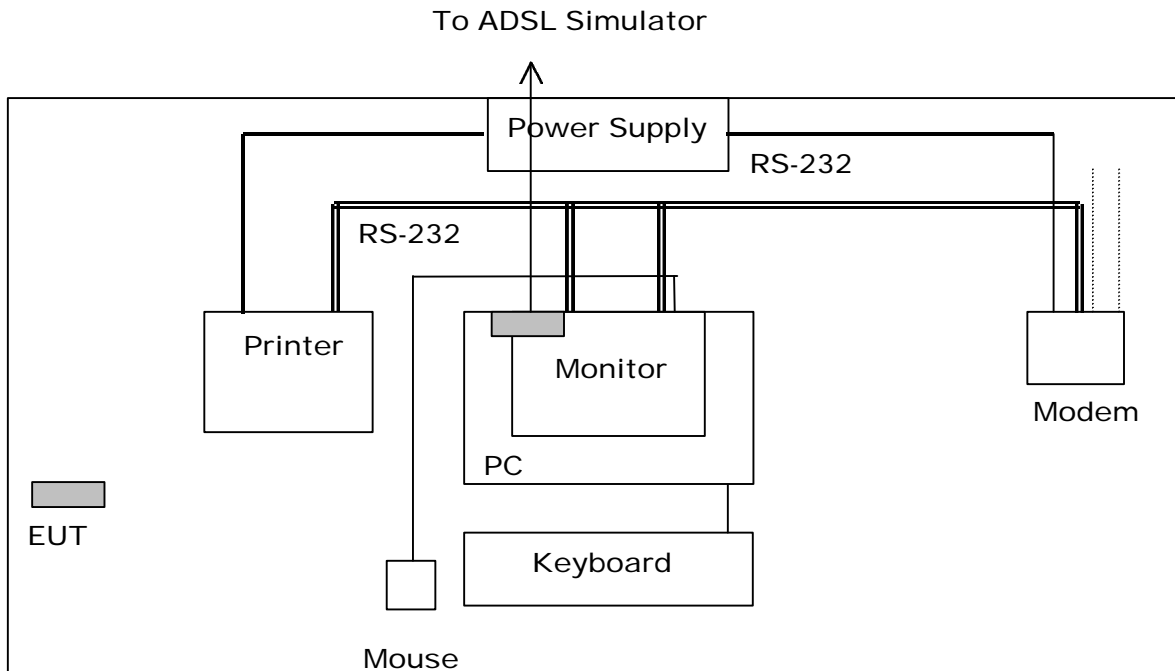 To ADSL Simulator
Power Supply
RS-232
RS-232
Printer
Monitor
Modem
PC
EUT
Keyboard
Mouse